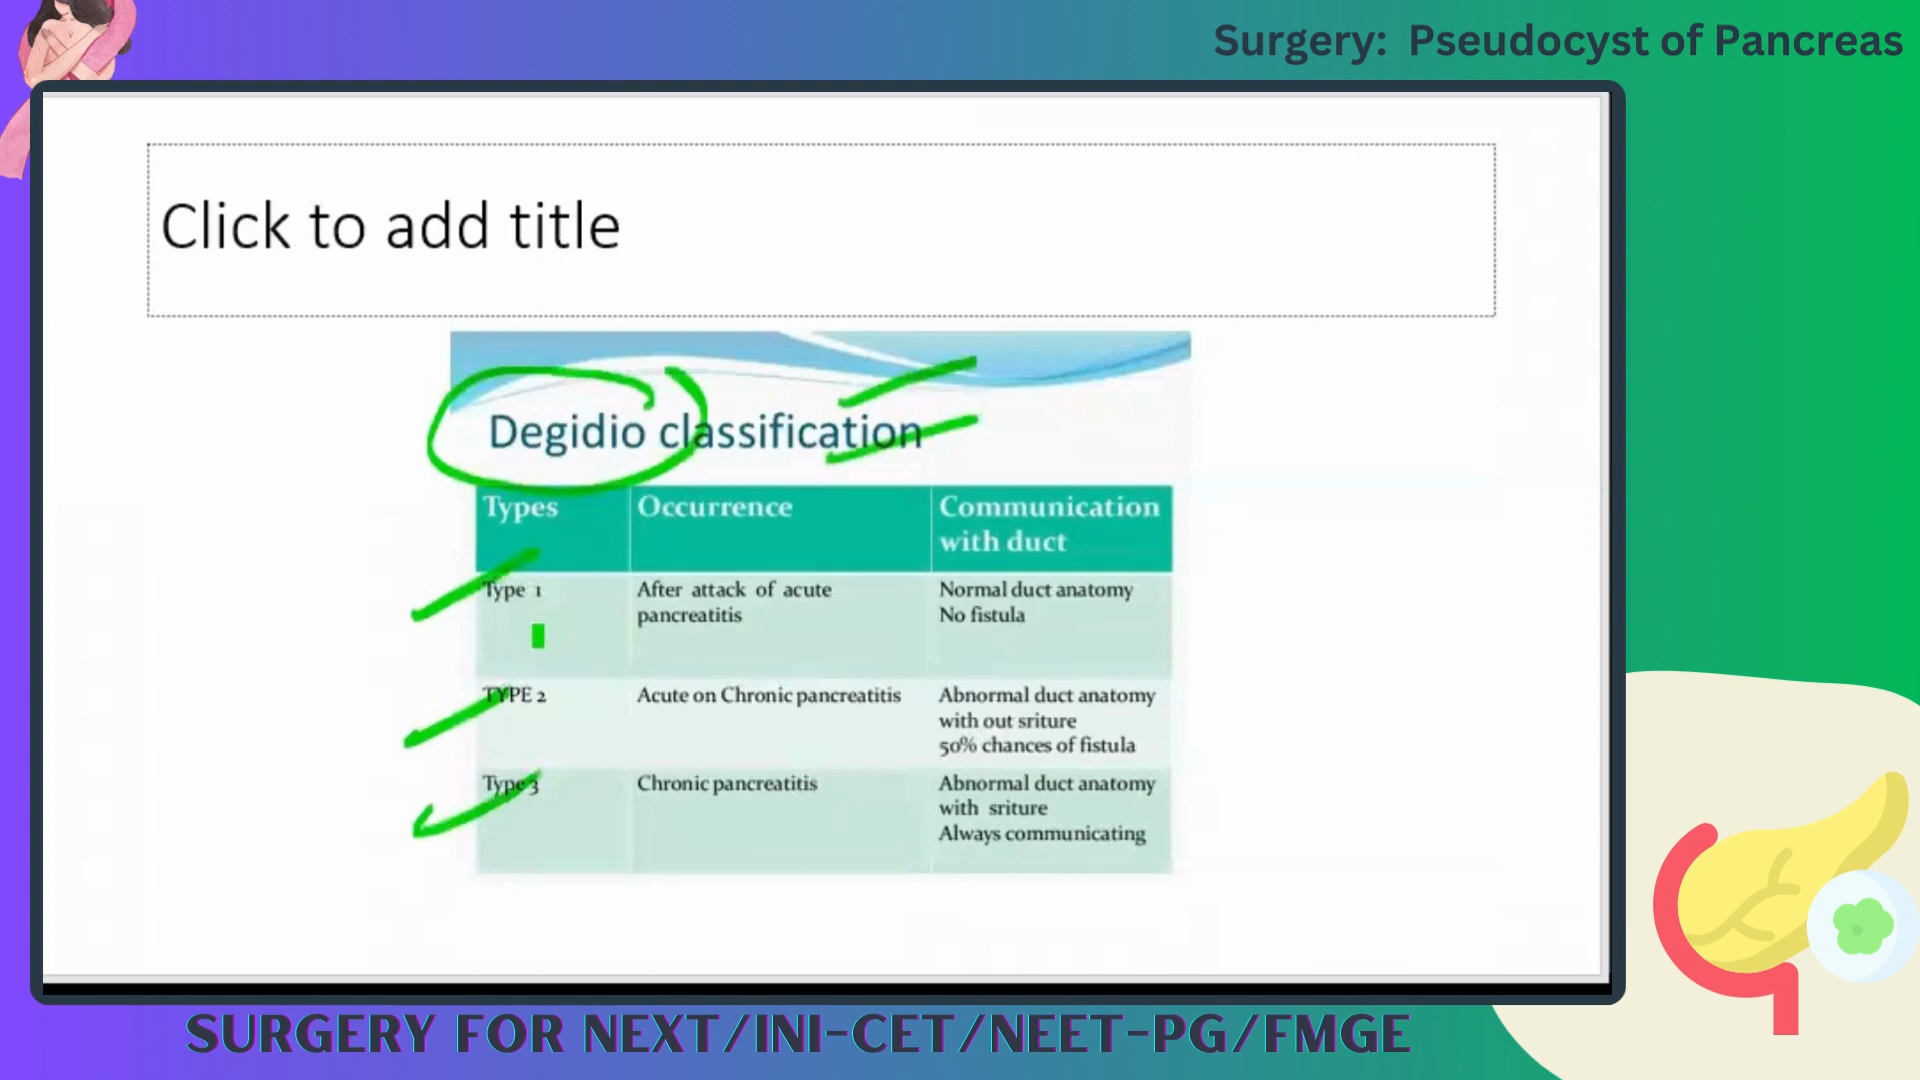 Surgery: Pseudocyst of Pancreas
Click to add title
Degidio classification
Types Occurrence Communication
with duct
Type 1 After attack of acute Normal duct anatomy
pancreatitis No fistula
TYPE 2 Acute on Chronic pancreatitis Abnormal duct anatomy
with out sriture
50% chances of fistula
Type 3 Chronic pancreatitis Abnormal duct anatomy
with sriture
Always communicating
SURGERY FOR NEXT/INI-CET/NEET-PG/FMGE